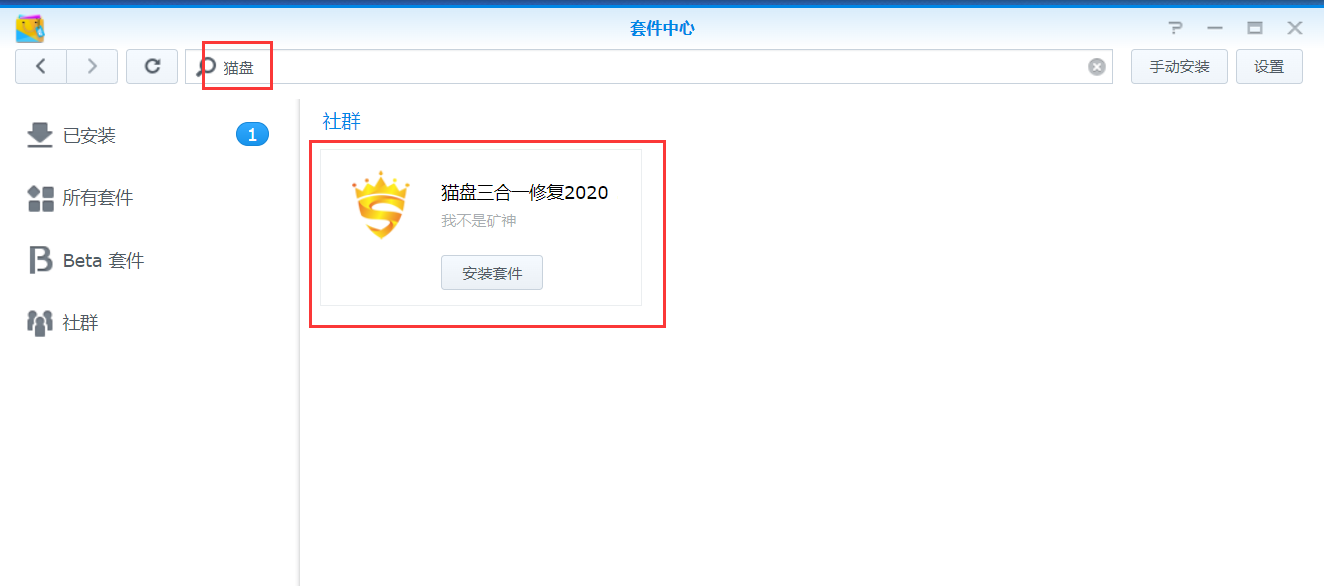 套件中心
猫盘
手动安装
设置
已安装
1
所有套件
Beta 套件
社群
社群
猫盘三合一修复2020
我不是矿神
安装套件